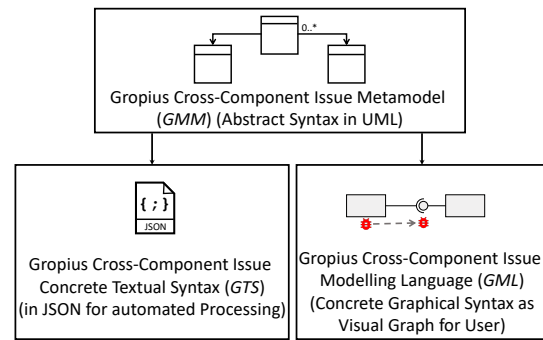 0..*
Gropius Cross-Component Issue Metamodel
(GMM) (Abstract Syntax in UML)
{ ; }
JSON
Gropius Cross-Component Issue
Concrete Textual Syntax (GTS)
(in JSON for automated Processing)
Gropius Cross-Component Issue
Modelling Language (GML)
(Concrete Graphical Syntax as
Visual Graph for User)